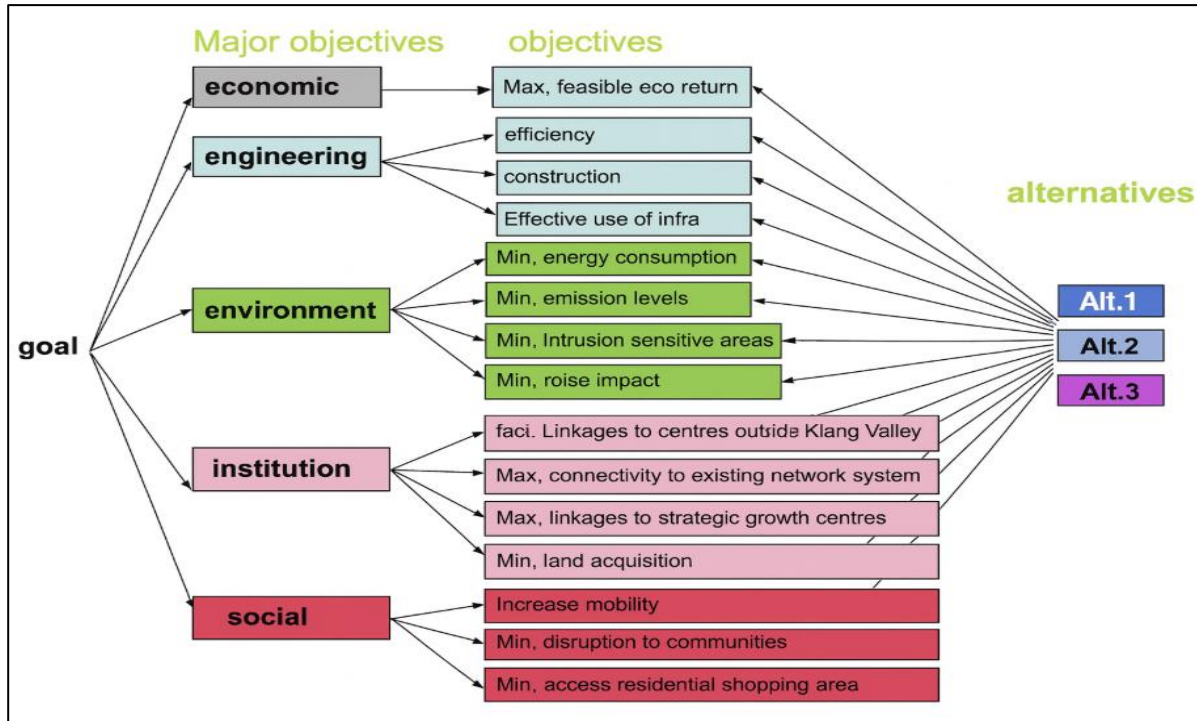 Major objectives
objectives
economic
Max, feasible eco return
engineering
efficiency
construction
Effective use of infra
alternatives
environment
Min, energy consumption
Min, emission levels
Min, Intrusion sensitive areas
Min, roise impact
goal
Alt.1
Alt.2
Alt.3
institution
faci. Linkages to centres outside Klang Valley
Max, connectivity to existing network system
Max, linkages to strategic growth centres
Min, land acquisition
social
Increase mobility
Min, disruption to communities
Min, access residential shopping area